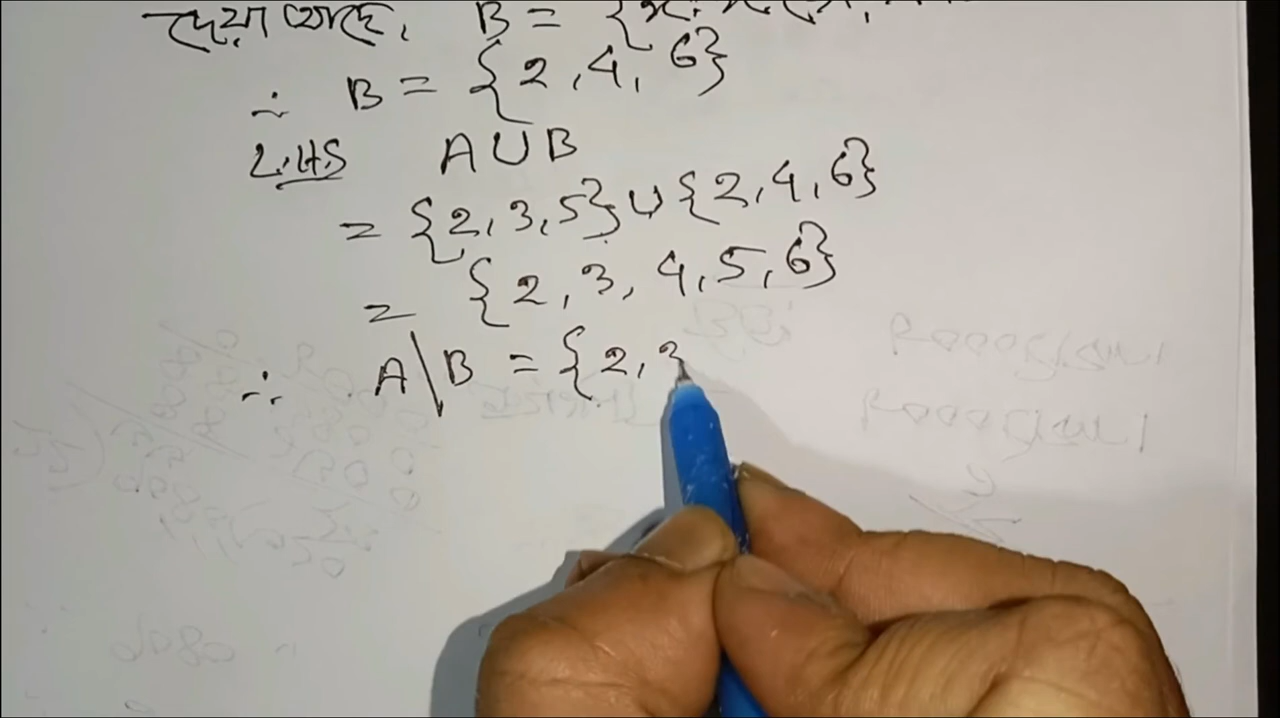 দেয়া আছে, B = {
∴ B = {2, 4, 6}
L.H.S A∪B
= {2, 3, 5} ∪ {2, 4, 6}
= {2, 3, 4, 5, 6}
∴ A\B = {2, 3